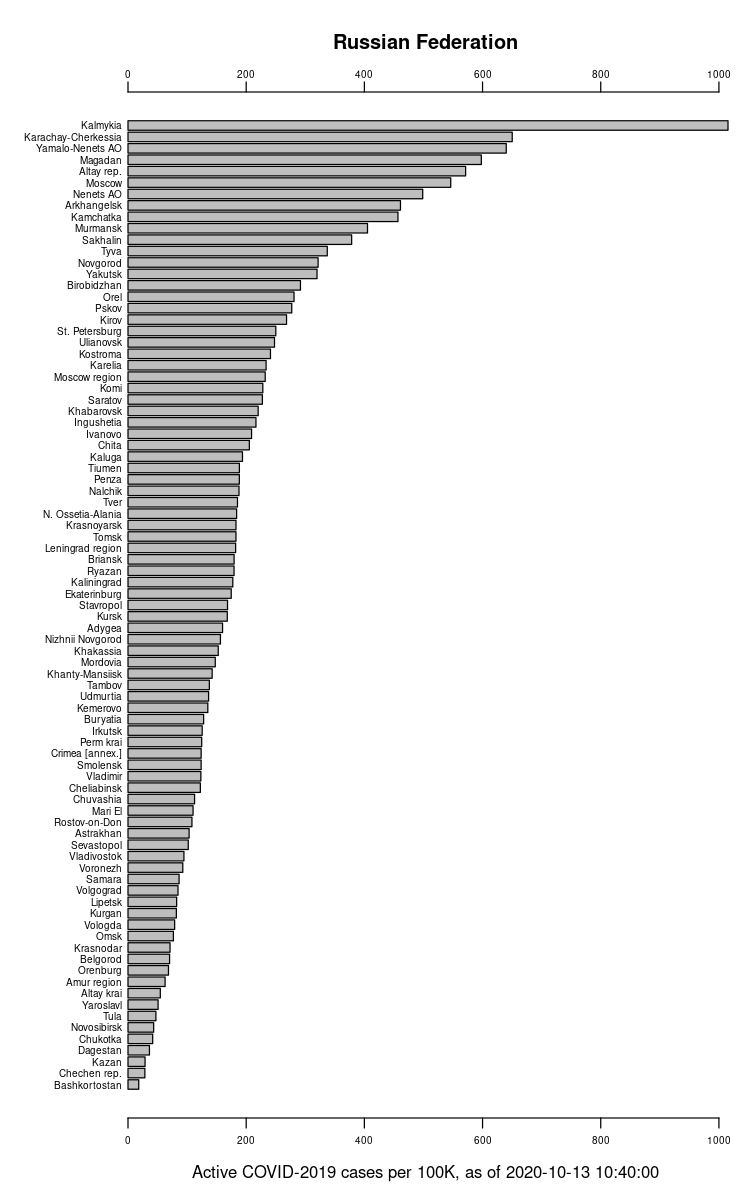 Russian Federation
0 200 400 600 800 1000
Kalmykia
Karachay-Cherkessia
Yamalo-Nenets AO
Magadan
Altay rep.
Moscow
Nenets AO
Arkhangelsk
Kamchatka
Murmansk
Sakhalin
Tyva
Novgorod
Yakutsk
Birobidzhan
Orel
Pskov
Kirov
St. Petersburg
Ulianovsk
Kostroma
Karelia
Moscow region
Komi
Saratov
Khabarovsk
Ingushetia
Ivanovo
Chita
Kaluga
Tiumen
Penza
Nalchik
Tver
N. Ossetia-Alania
Krasnoyarsk
Tomsk
Leningrad region
Briansk
Ryazan
Kaliningrad
Ekaterinburg
Stavropol
Kursk
Adygea
Nizhnii Novgorod
Khakassia
Mordovia
Khanty-Mansiisk
Tambov
Udmurtia
Kemerovo
Buryatia
Irkutsk
Perm krai
Crimea [annex.]
Smolensk
Vladimir
Cheliabinsk
Chuvashia
Mari El
Rostov-on-Don
Astrakhan
Sevastopol
Vladivostok
Voronezh
Samara
Volgograd
Lipetsk
Kurgan
Vologda
Omsk
Krasnodar
Belgorod
Orenburg
Amur region
Altay krai
Yaroslavl
Tula
Novosibirsk
Chukotka
Dagestan
Kazan
Chechen rep.
Bashkortostan
0 200 400 600 800 1000
Active COVID-2019 cases per 100K, as of 2020-10-13 10:40:00